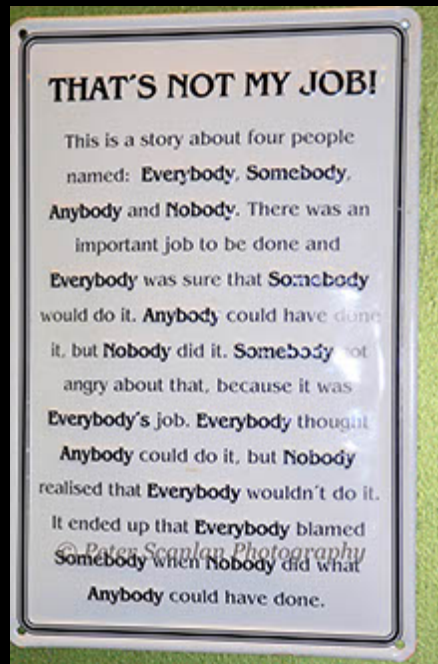 THAT´S NOT MY JOB!
This is a story about four people
named: Everybody, Somebody,
Anybody and Nobody. There was an
important job to be done and
Everybody was sure that Somebody
would do it. Anybody could have done
it, but Nobody did it. Somebody got
angry about that, because it was
Everybody´s job. Everybody thought
Anybody could do it, but Nobody
realised that Everybody wouldn´t do it.
It ended up that Everybody blamed
© Peter Scanlan Photography
Somebody when Nobody did what
Anybody could have done.